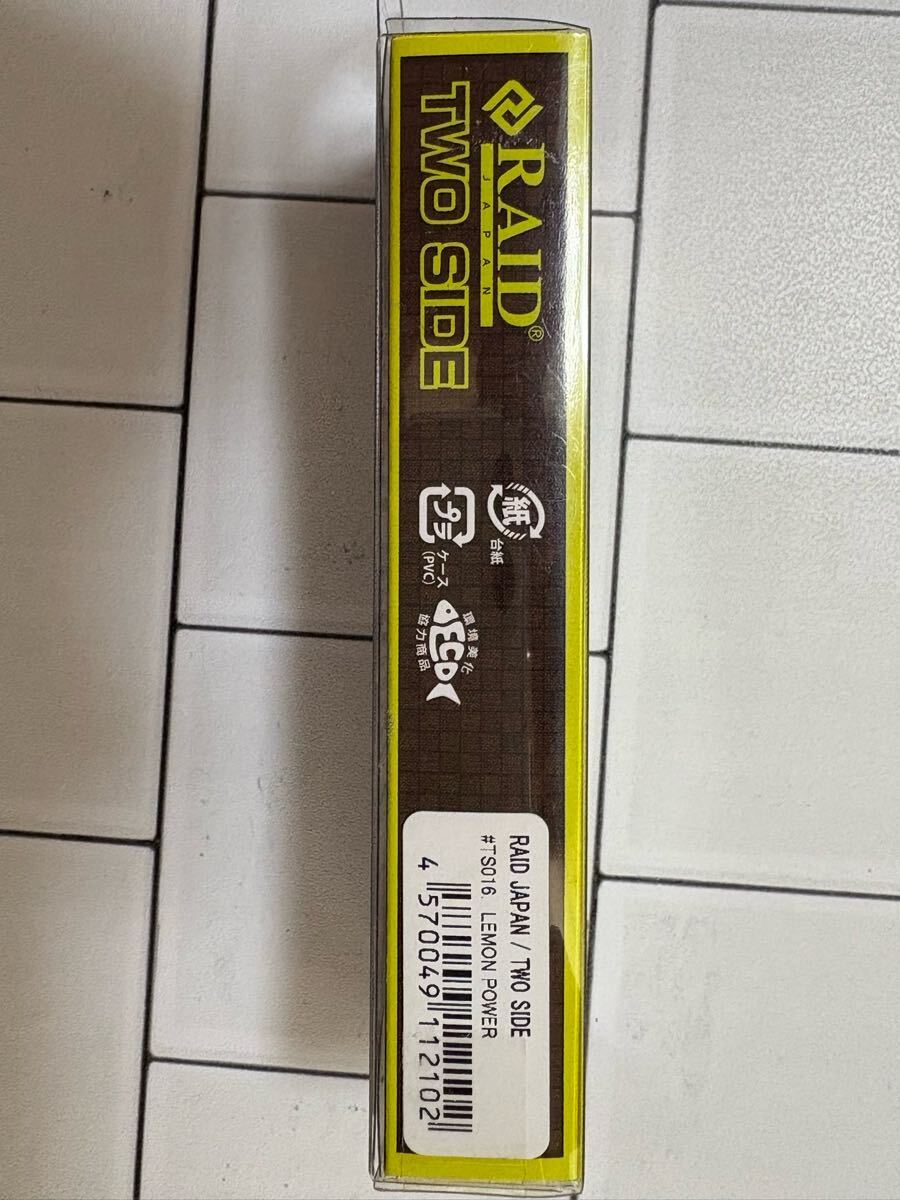 RAID®
JAPAN
TWO SIDE
紙
台紙
プラ
ケース
(PVC)
環境美化
ECO
協力商品
RAID JAPAN / TWO SIDE
#TS016. LEMON POWER
4 570049 112102